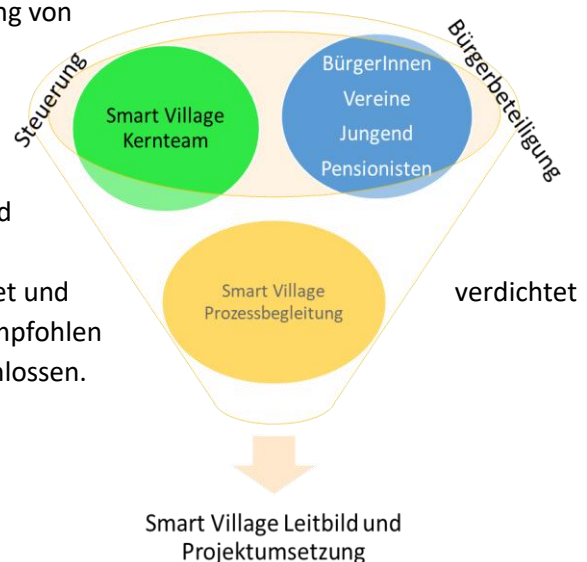 ng von
Steuerung
Bürgerbeteiligung
Smart Village
Kernteam
BürgerInnen
Vereine
Jungend
Pensionisten
d
et und
verdichtet
mpfohlen
hlossen.
Smart Village
Prozessbegleitung
Smart Village Leitbild und
Projektumsetzung